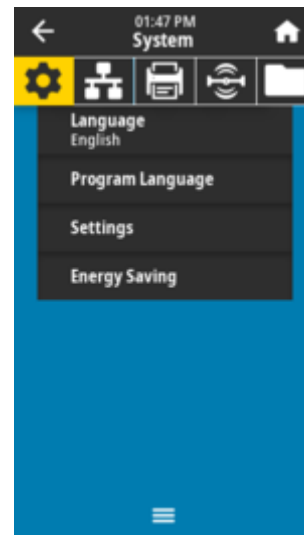 01:47 PM
System
Language
English
Program Language
Settings
Energy Saving